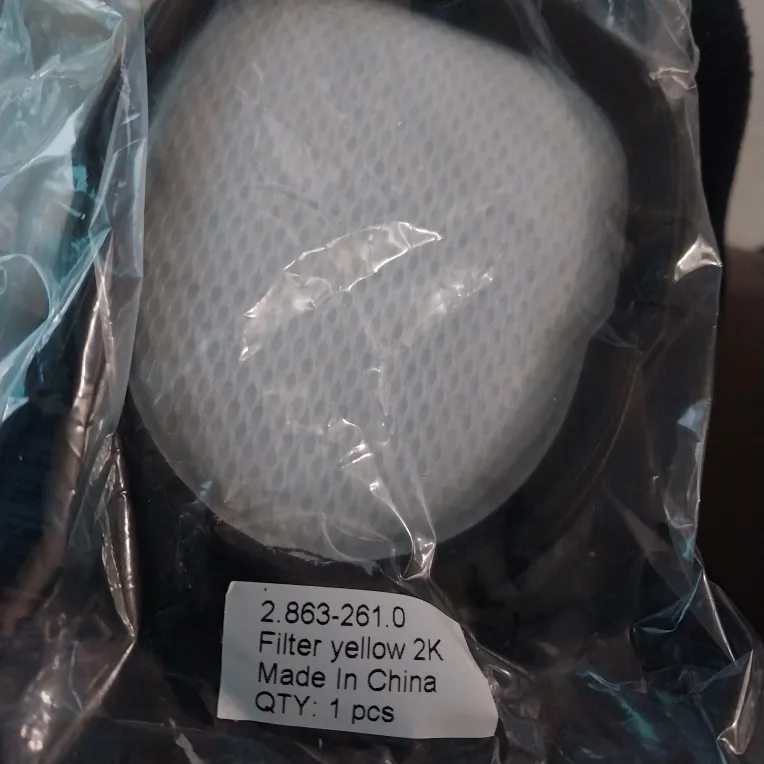 2.863-261.0
Filter yellow 2K
Made In China
QTY: 1 pcs